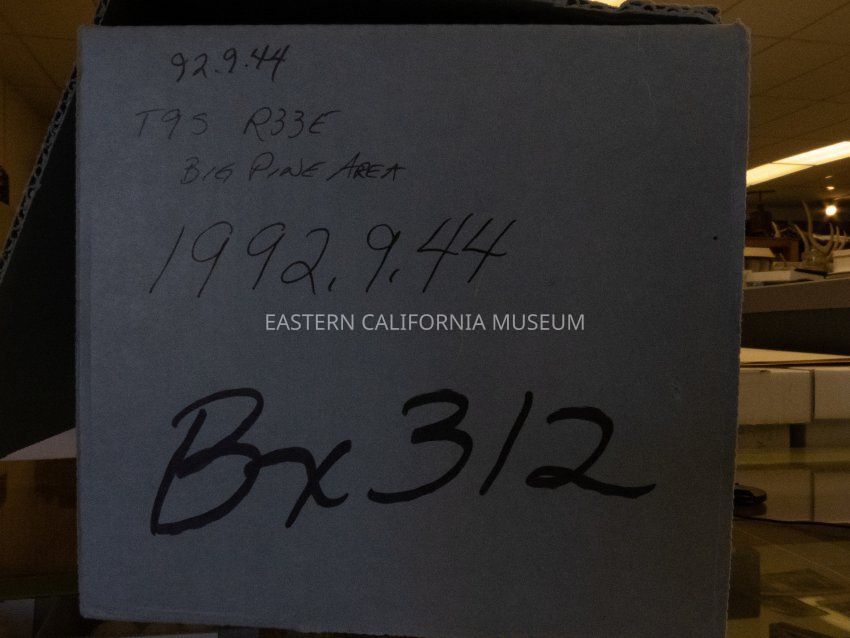 92.9.44
T9S R33E
BIG PINE AREA
1992.9.44
EASTERN CALIFORNIA MUSEUM
Bx 312